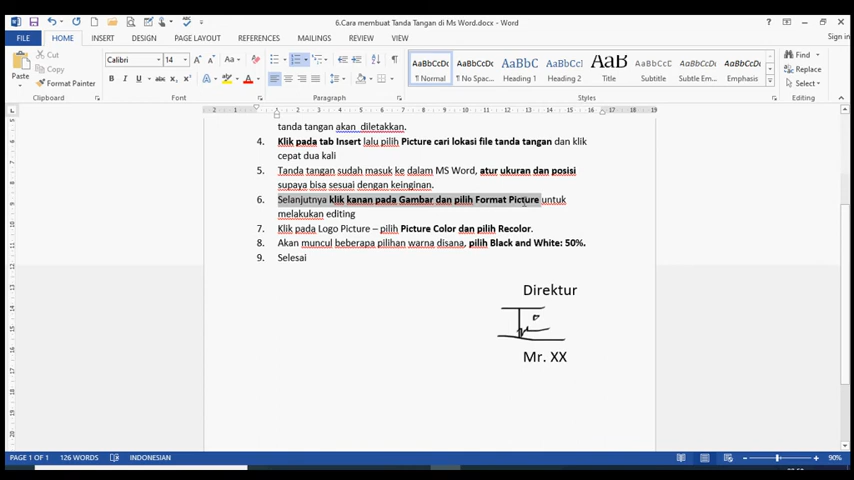 6.Cara membuat Tanda Tangan di Ms Word.docx - Word
Sign in
FILE HOME INSERT DESIGN PAGE LAYOUT REFERENCES MAILINGS REVIEW VIEW
Cut
Copy
Format Painter
Paste
Calibri 14
Clipboard Font Paragraph Styles Editing
AaBbCcDc AaBbCcDc AaBbC AaBbC AaB AaBbCcD AaBbCcDc AaBbCcDc
¶ Normal ¶ No Spac... Heading 1 Heading 2 Title Subtitle Subtle Em... Emphasis
Find
Replace
Select
tanda tangan akan diletakkan.
4. Klik pada tab Insert lalu pilih Picture cari lokasi file tanda tangan dan klik
cepat dua kali
5. Tanda tangan sudah masuk ke dalam MS Word, atur ukuran dan posisi
supaya bisa sesuai dengan keinginan.
6. Selanjutnya klik kanan pada Gambar dan pilih Format Picture untuk
melakukan editing
7. Klik pada Logo Picture – pilih Picture Color dan pilih Recolor.
8. Akan muncul beberapa pilihan warna disana, pilih Black and White: 50%.
9. Selesai
Direktur
Mr. XX
PAGE 1 OF 1 126 WORDS INDONESIAN 90%